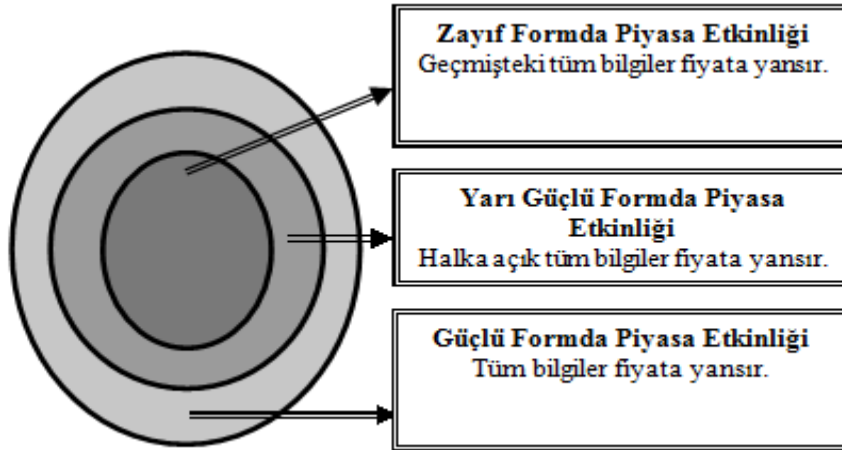 Zayıf Formda Piyasa Etkinliği
Geçmişteki tüm bilgiler fiyata yansır.
Yarı Güçlü Formda Piyasa
Etkinliği
Halka açık tüm bilgiler fiyata yansır.
Güçlü Formda Piyasa Etkinliği
Tüm bilgiler fiyata yansır.